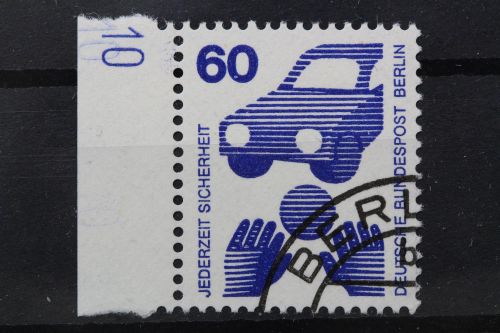 10
60
JEDERZEIT SICHERHEIT
DEUTSCHE BUNDESPOST BERLIN
BERL